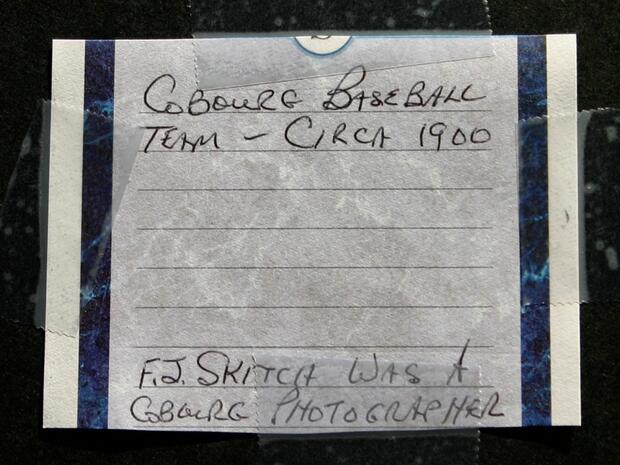 COBOURG BASEBALL
TEAM - CIRCA 1900
F.J. SKITCH WAS A
COBOURG PHOTOGRAPHER